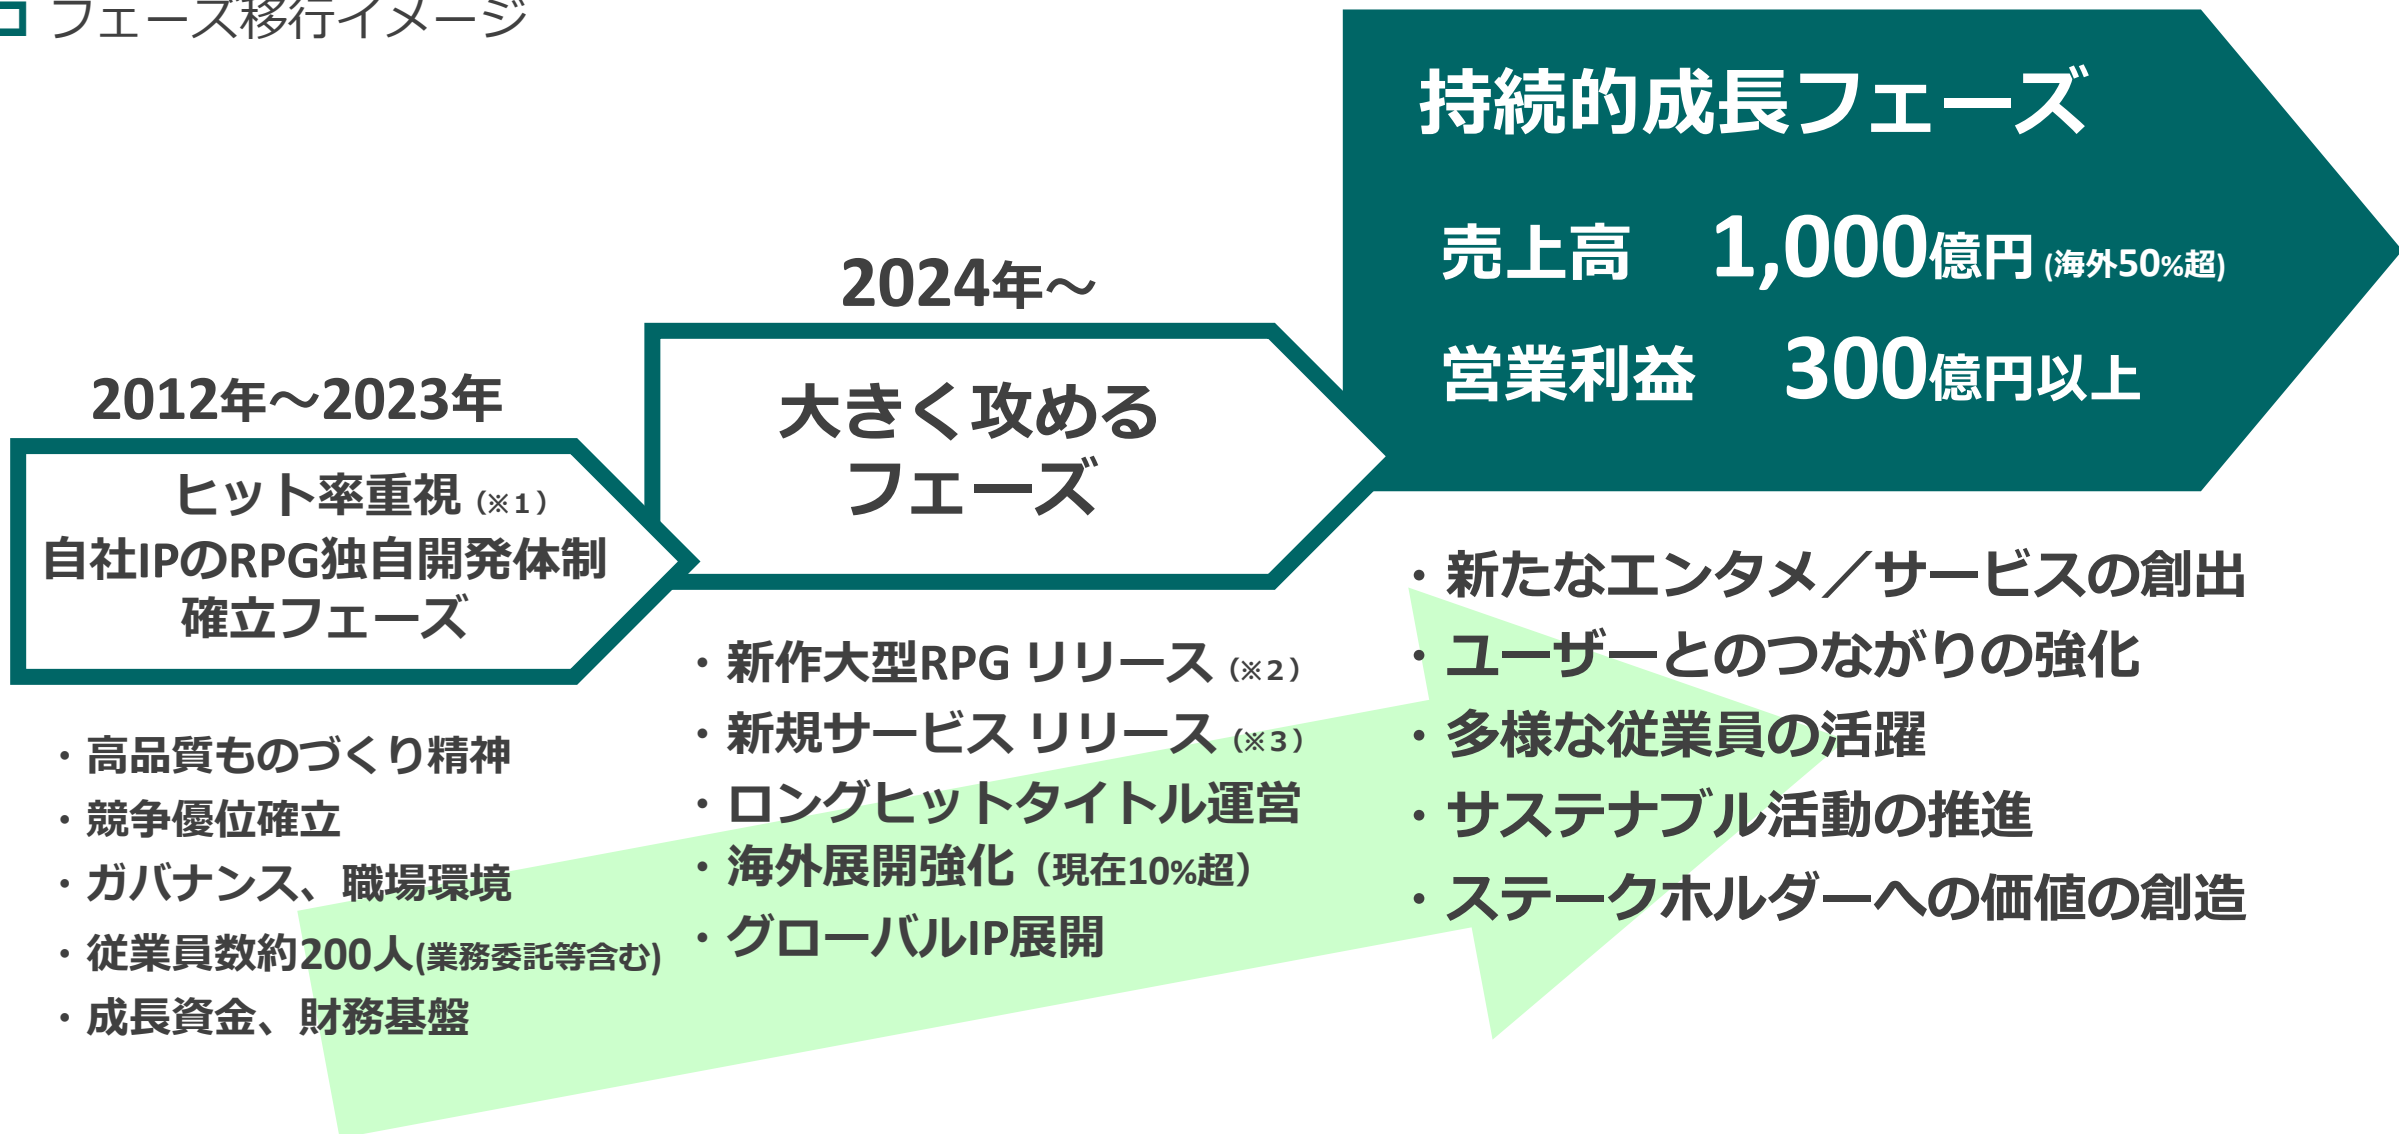 フェーズ移行イメージ
2012年～2023年
ヒット率重視（※１）
自社IPのRPG独自開発体制
確立フェーズ
・高品質ものづくり精神
・競争優位確立
・ガバナンス、職場環境
・従業員数約200人(業務委託等含む)
・成長資金、財務基盤
2024年～
大きく攻める
フェーズ
・新作大型RPG リリース（※２）
・新規サービス リリース（※３）
・ロングヒットタイトル運営
・海外展開強化（現在10%超）
・グローバルIP展開
持続的成長フェーズ
売上高 1,000億円 (海外50%超)
営業利益 300億円以上
・新たなエンタメ／サービスの創出
・ユーザーとのつながりの強化
・多様な従業員の活躍
・サステナブル活動の推進
・ステークホルダーへの価値の創造